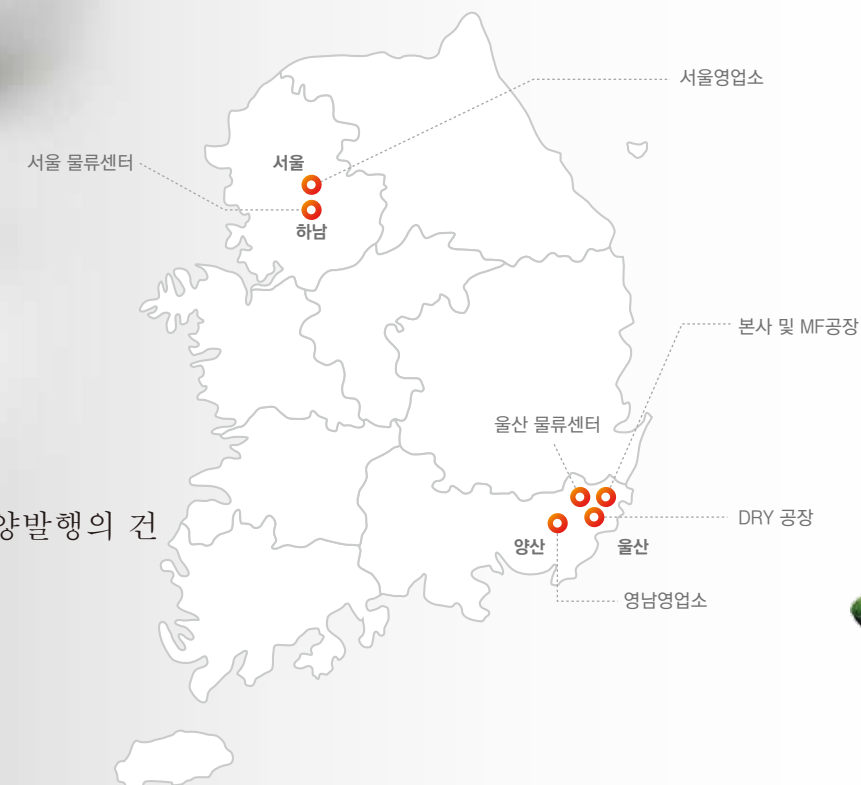 서울영업소
서울 물류센터
서울
하남
본사 및 MF공장
울산 물류센터
양발행의 건
DRY 공장
양산
울산
영남영업소